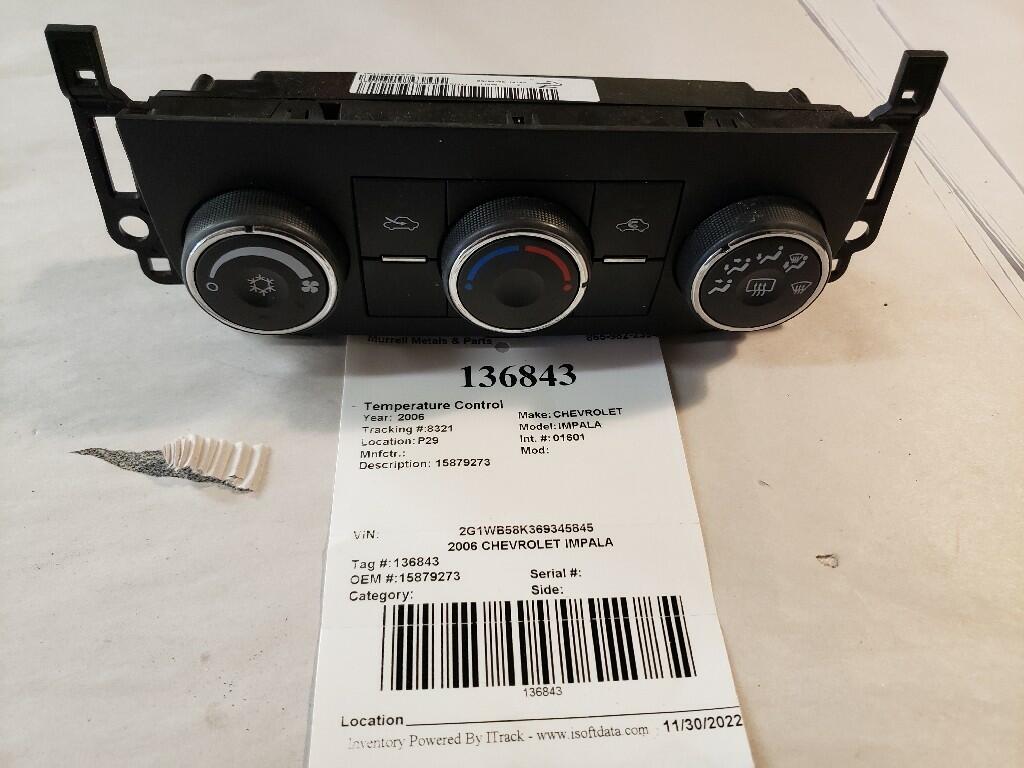 Murrell Metals & Parts
136843
Temperature Control
Year: 2006
Make: CHEVROLET
Tracking #:8321
Model: IMPALA
Location: P29
Int. #: 01601
Mnfctr.:
Mod:
Description: 15879273
VIN: 2G1WB58K369345845
2006 CHEVROLET IMPALA
Tag #: 136843
OEM #: 15879273
Serial #:
Category:
Side:
136843
Location
11/30/2022
Inventory Powered By ITrack - www.isoftdata.com